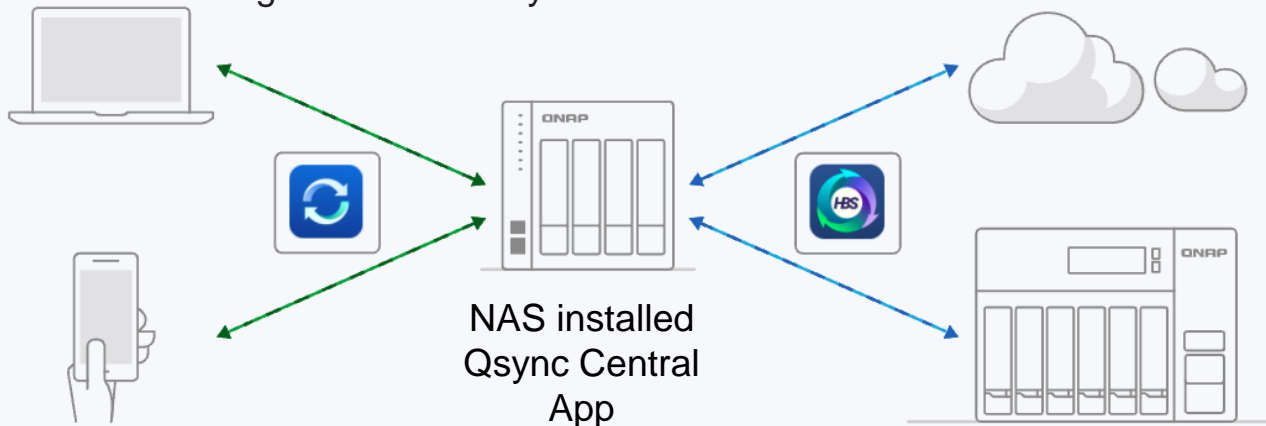 QNAP
HBS
QNAP
NAS installed
Qsync Central
App